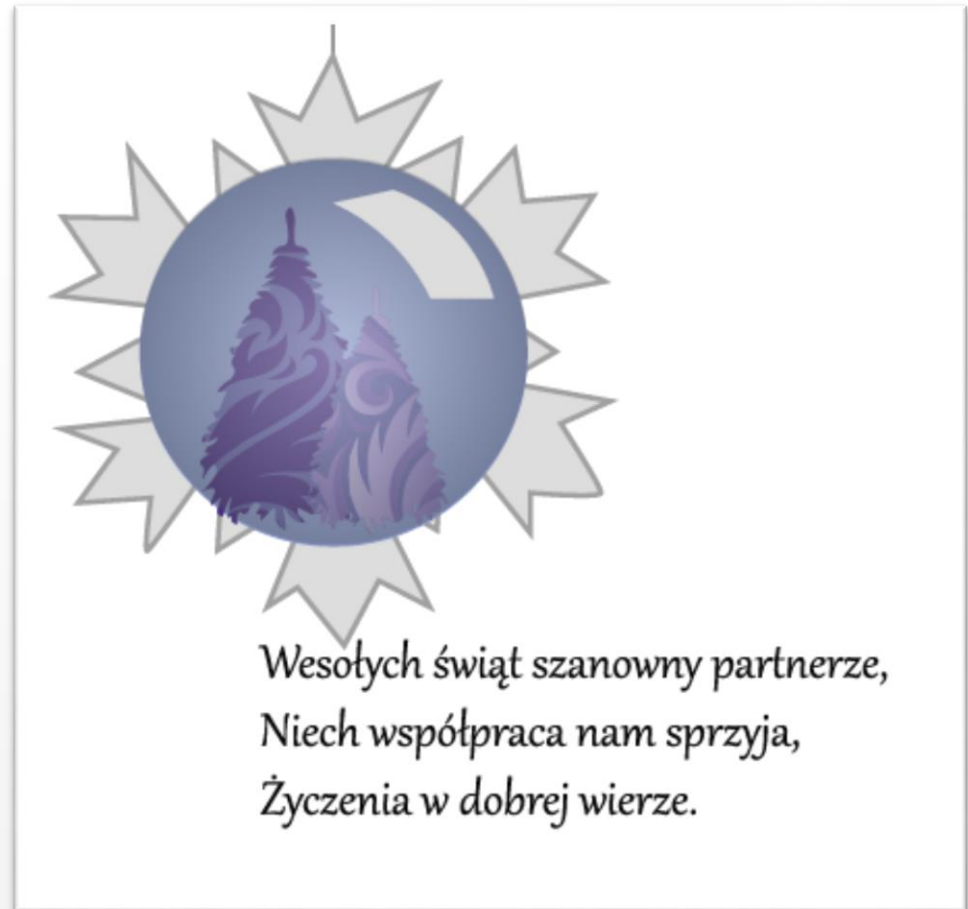 Wesołych świąt szanowny partnerze,
Niech współpraca nam sprzyja,
Życzenia w dobrej wierze.